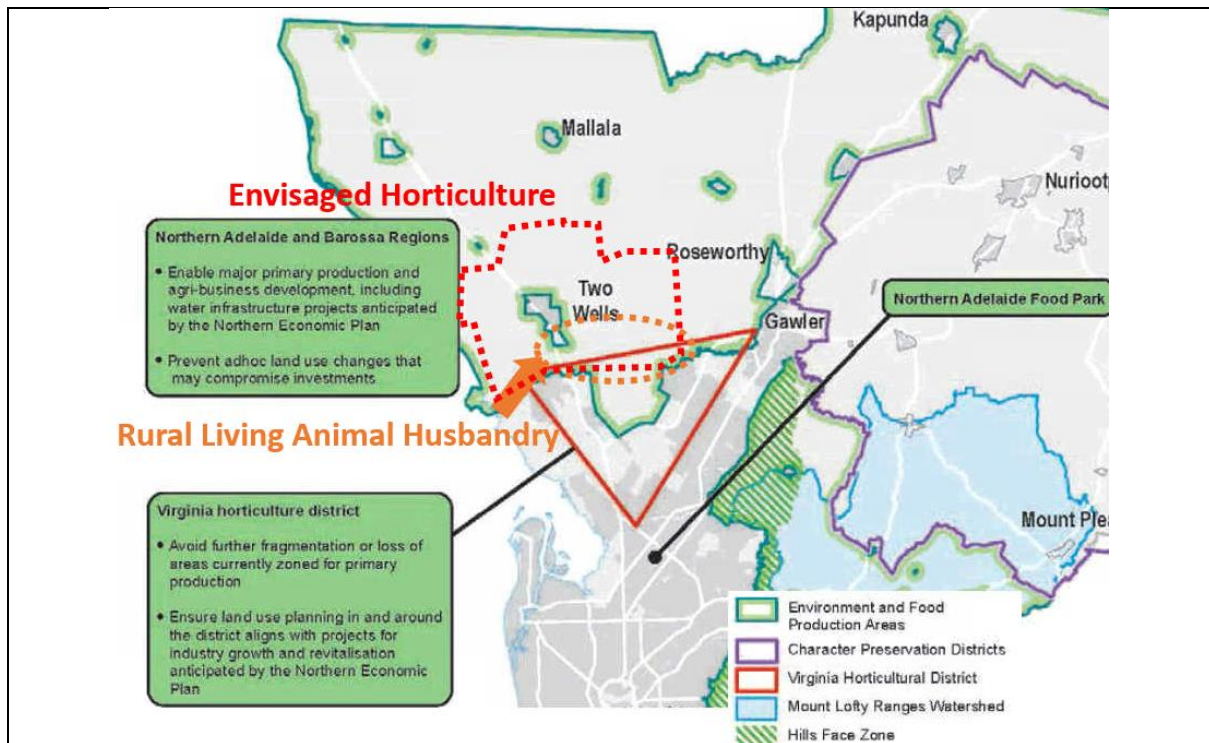 Kapunda
Mallala
Nurioot
Envisaged Horticulture
Northern Adelaide and Barossa Regions
• Enable major primary production and
agri-business development, including
water infrastructure projects anticipated
by the Northern Economic Plan
• Prevent adhoc land use changes that
may compromise investments
Roseworthy
Two
Wells
Gawler
Northern Adelaide Food Park
Rural Living Animal Husbandry
Virginia horticulture district
• Avoid further fragmentation or loss of
areas currently zoned for primary
production
• Ensure land use planning in and around
the district aligns with projects for
industry growth and revitalisation
anticipated by the Northern Economic
Plan
Mount Plea
Environment and Food
Production Areas
Character Preservation Districts
Virginia Horticultural District
Mount Lofty Ranges Watershed
Hills Face Zone